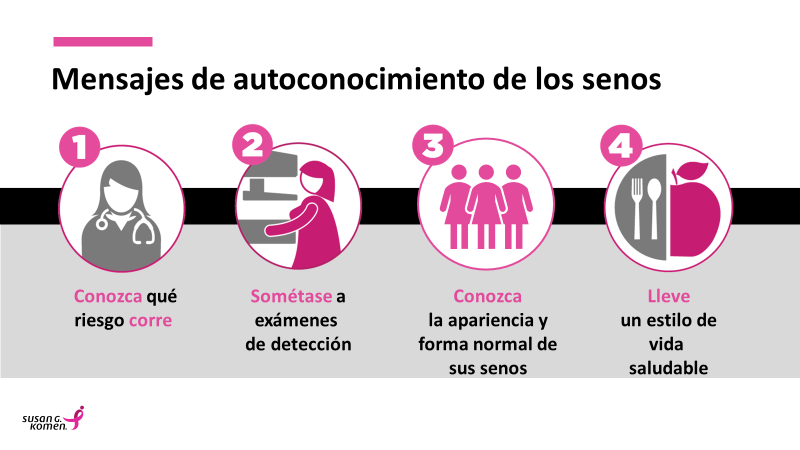 Mensajes de autoconocimiento de los senos
1
2
3
4
Conozca qué
riesgo corre
Sométase a
exámenes
de detección
Conozca
la apariencia y
forma normal de
sus senos
Lleve
un estilo de
vida
saludable
susan g.
komen.